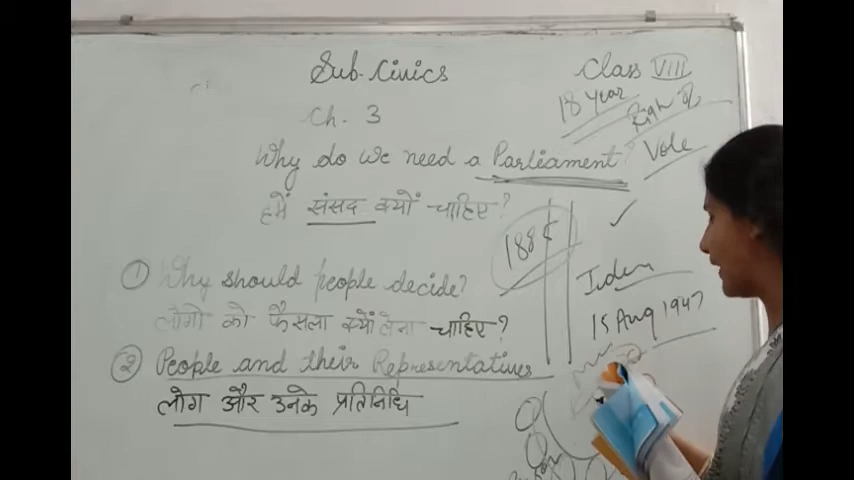 Sub- Civics
Class VIII
Ch. 3
18 Year
Right of
Vote
Why do we need a Parliament?
हमें संसद क्यों चाहिए?
1885
① Why should people decide?
लोगो को फैसला क्यों लेना चाहिए?
15 Aug 1947
② People and their Representatives
लोग और उनके प्रतिनिधि